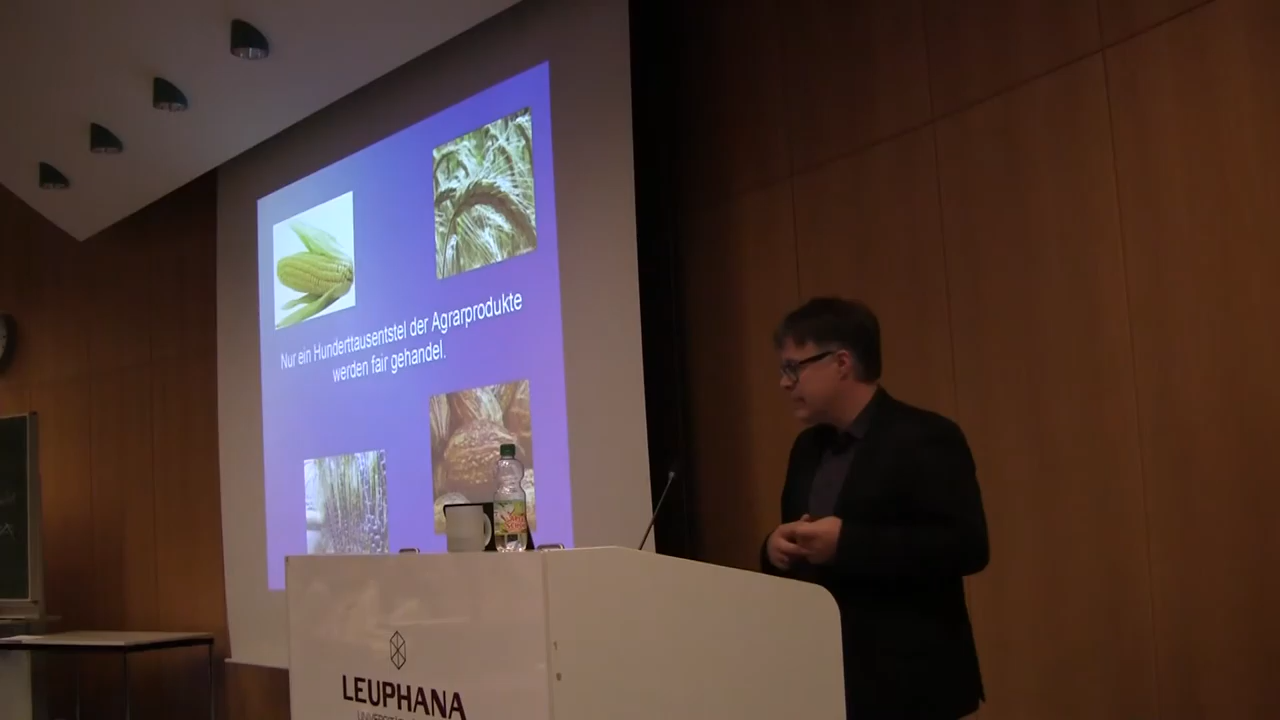 Nur ein Hunderttausentstel der Agrarprodukte
werden fair gehandel.
LEUPHANA